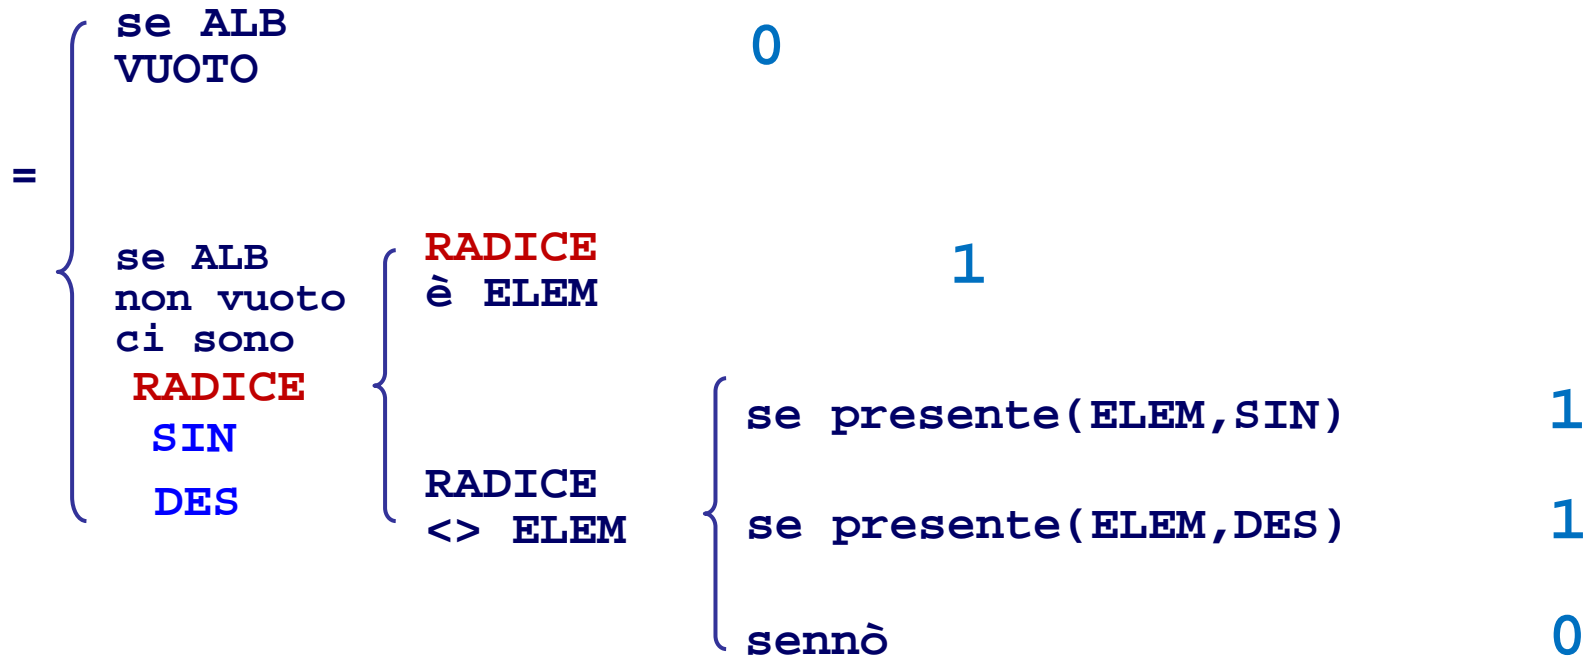 se ALB
VUOTO
0
=
se ALB
non vuoto
ci sono
RADICE
SIN
DES
RADICE
è ELEM
1
RADICE
<> ELEM
se presente(ELEM,SIN) 1
se presente(ELEM,DES) 1
sennò 0